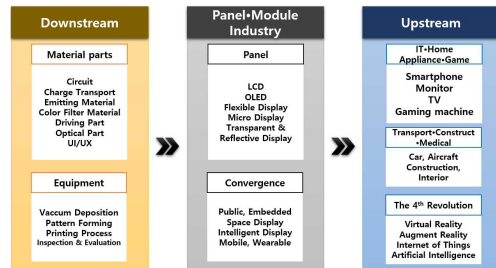 Downstream
Material parts
Circuit
Charge Transport
Emitting Material
Color Filter Material
Driving Part
Optical Part
UI/UX
Equipment
Vaccum Deposition
Pattern Forming
Printing Process
Inspection & Evaluation
Panel•Module
Industry
Panel
LCD
OLED
Flexible Display
Micro Display
Transparent &
Reflective Display
Convergence
Public, Embedded
Space Display
Intelligent Display
Mobile, Wearable
Upstream
IT•Home
Appliance•Game
Smartphone
Monitor
TV
Gaming machine
Transport•Construct
•Medical
Car, Aircraft
Construction,
Interior
The 4th Revolution
Virtual Reality
Augment Reality
Internet of Things
Artificial Intelligence